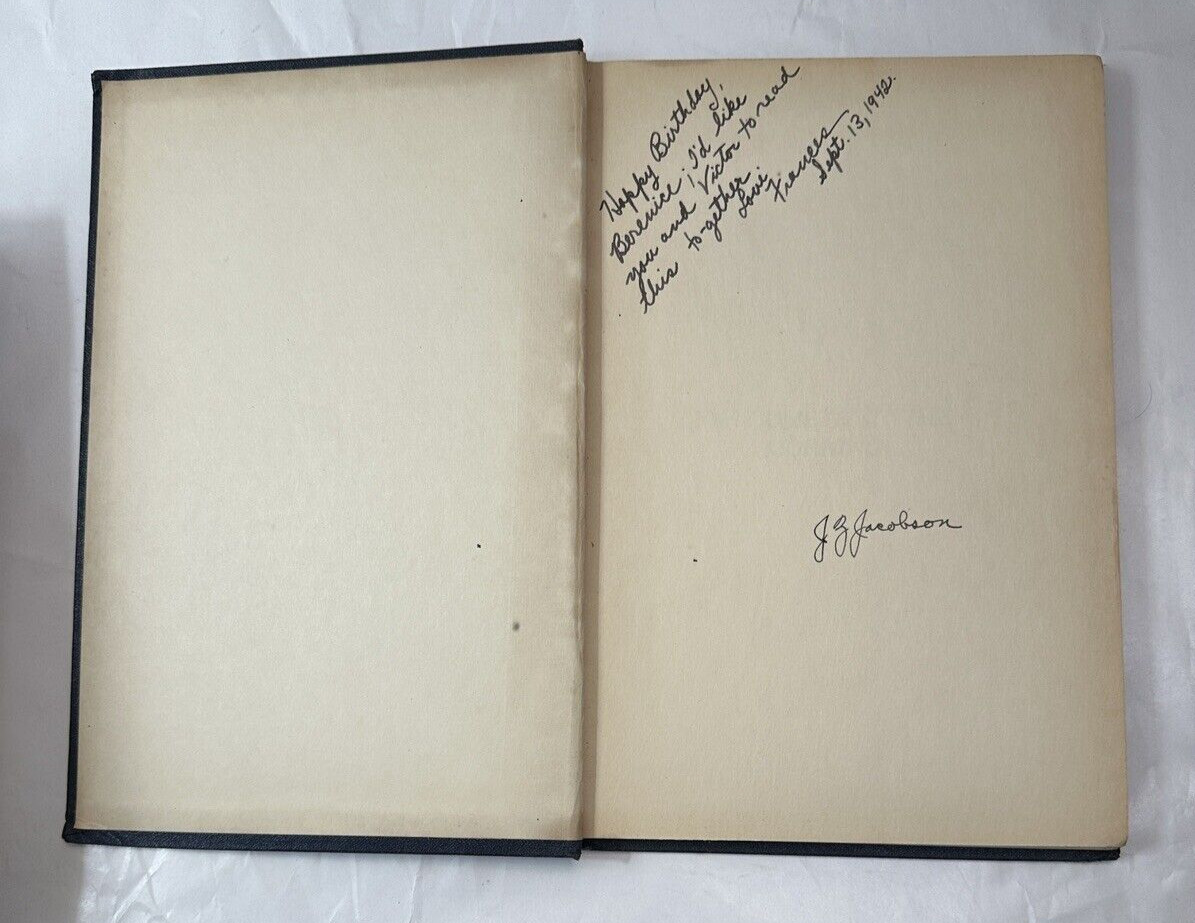 Happy Birthday,
Berenice; I'd like
you and Victor to read
this to-gether.
Love,
Frances
Sept. 13, 1942.
J G Jacobson